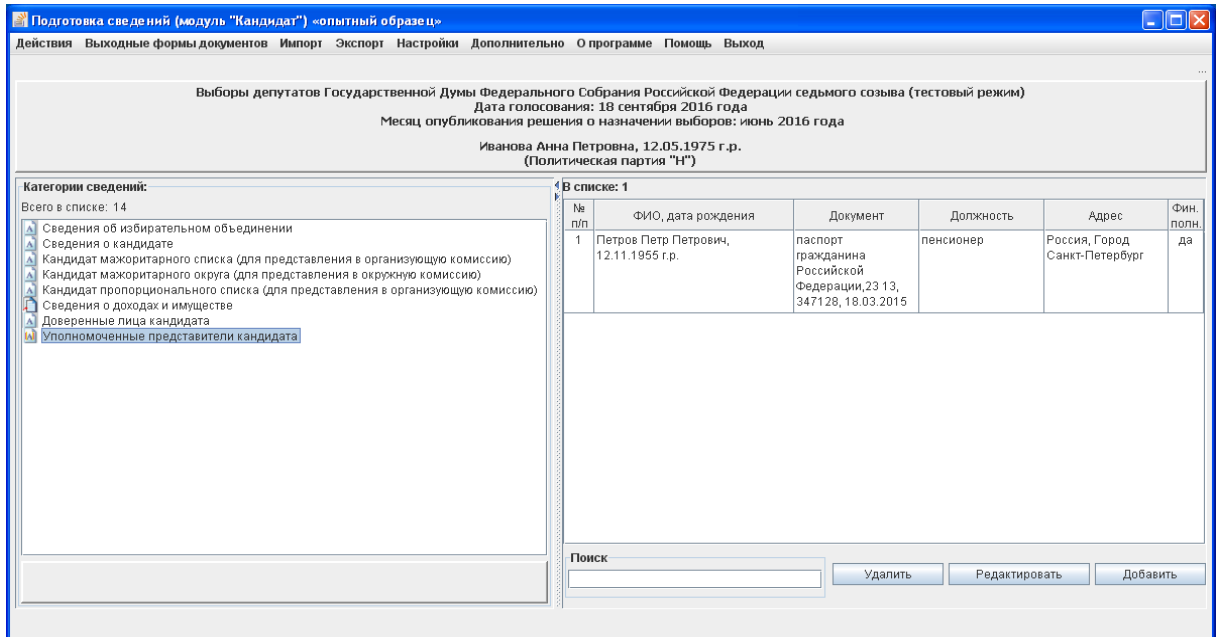 Подготовка сведений (модуль "Кандидат") «опытный образец»
Действия Выходные формы документов Импорт Экспорт Настройки Дополнительно О программе Помощь Выход
...
Выборы депутатов Государственной Думы Федерального Собрания Российской Федерации седьмого созыва (тестовый режим)
Дата голосования: 18 сентября 2016 года
Месяц опубликования решения о назначении выборов: июнь 2016 года
Иванова Анна Петровна, 12.05.1975 г.р.
(Политическая партия "Н")
Категории сведений:
Всего в списке: 14
Сведения об избирательном объединении
Сведения о кандидате
Кандидат мажоритарного списка (для представления в организующую комиссию)
Кандидат мажоритарного округа (для представления в окружную комиссию)
Кандидат пропорционального списка (для представления в организующую комиссию)
Сведения о доходах и имуществе
Доверенные лица кандидата
Уполномоченные представители кандидата
В списке: 1
№ п/п ФИО, дата рождения Документ Должность Адрес Фин. полн.
1 Петров Петр Петрович, 12.11.1955 г.р. паспорт гражданина Российской Федерации,23 13, 347128, 18.03.2015 пенсионер Россия, Город Санкт-Петербург да
Поиск
Удалить Редактировать Добавить